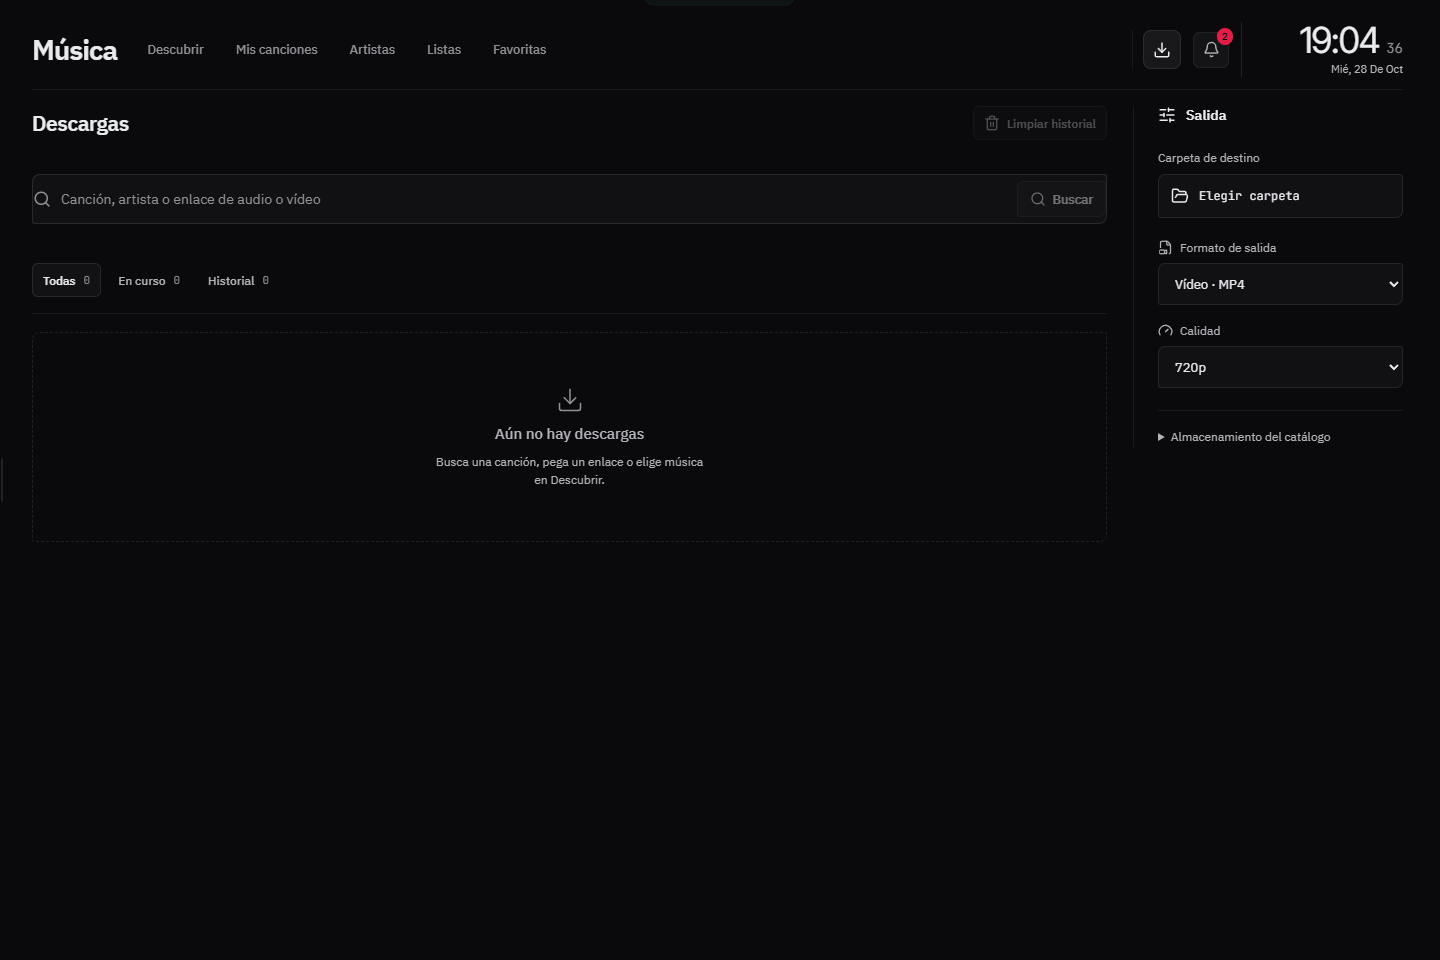 Música
Descubrir
Mis canciones
Artistas
Listas
Favoritas
2
19:04 36
Mié, 28 De Oct
Descargas
Limpiar historial
Canción, artista o enlace de audio o vídeo
Buscar
Todas 0
En curso 0
Historial 0
Aún no hay descargas
Busca una canción, pega un enlace o elige música
en Descubrir.
Salida
Carpeta de destino
Elegir carpeta
Formato de salida
Vídeo · MP4
Calidad
720p
Almacenamiento del catálogo